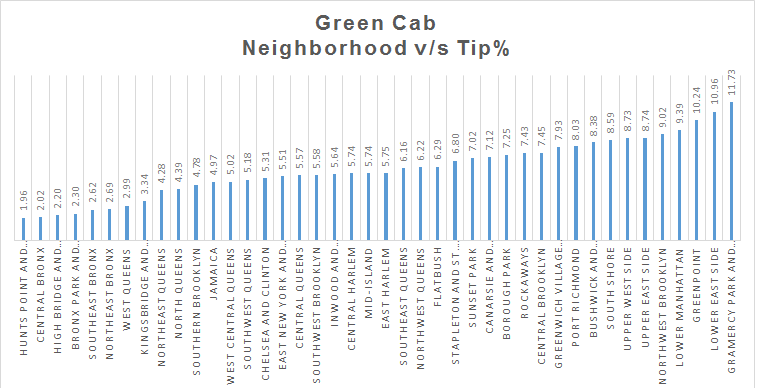 Green Cab
Neighborhood v/s Tip%
1.96
2.02
2.20
2.30
2.62
2.69
2.99
3.34
4.28
4.39
4.78
4.97
5.02
5.18
5.31
5.51
5.57
5.58
5.64
5.74
5.74
5.75
6.16
6.22
6.29
6.80
7.02
7.12
7.25
7.43
7.45
7.93
8.03
8.38
8.59
8.73
8.74
9.02
9.39
10.24
10.96
11.73
HUNTS POINT AND...
CENTRAL BRONX
HIGH BRIDGE AND...
BRONX PARK AND...
SOUTHEAST BRONX
NORTHEAST BRONX
WEST QUEENS
KINGSBRIDGE AND...
NORTHEAST QUEENS
NORTH QUEENS
SOUTHERN BROOKLYN
JAMAICA
WEST CENTRAL QUEENS
SOUTHWEST QUEENS
CHELSEA AND CLINTON
EAST NEW YORK AND...
CENTRAL QUEENS
SOUTHWEST BROOKLYN
INWOOD AND...
CENTRAL HARLEM
MID-ISLAND
EAST HARLEM
SOUTHEAST QUEENS
NORTHWEST QUEENS
FLATBUSH
STAPLETON AND ST....
SUNSET PARK
CANARSIE AND...
BOROUGH PARK
ROCKAWAYS
CENTRAL BROOKLYN
GREENWICH VILLAGE...
PORT RICHMOND
BUSHWICK AND...
SOUTH SHORE
UPPER WEST SIDE
UPPER EAST SIDE
NORTHWEST BROOKLYN
LOWER MANHATTAN
GREENPOINT
LOWER EAST SIDE
GRAMERCY PARK AND...